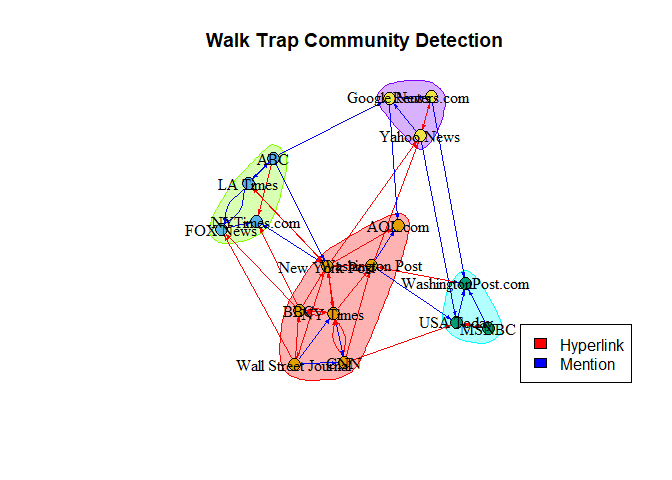 Walk Trap Community Detection
Google News
Reuters.com
Yahoo News
ABC
LA Times
NYTimes.com
FOX News
AOL.com
New York Post
Washington Post
WashingtonPost.com
BBC
NY Times
USA Today
MSNBC
Wall Street Journal
CNN
Hyperlink
Mention